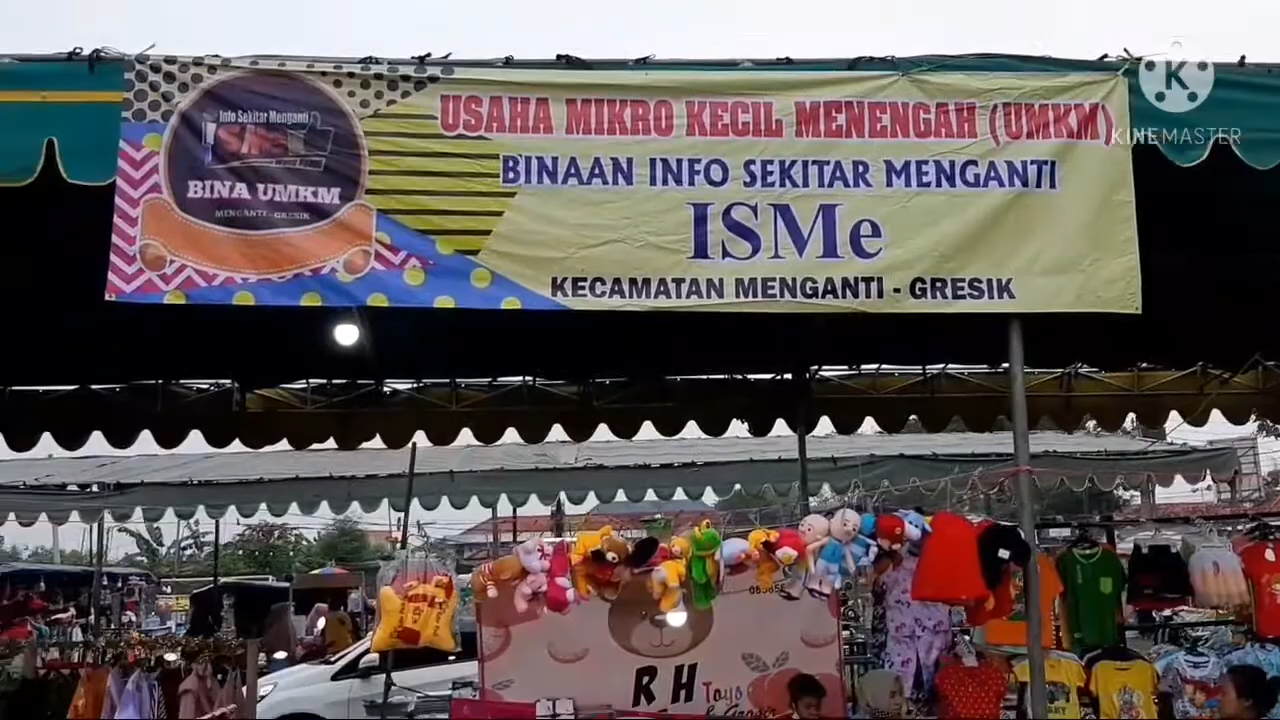 USAHA MIKRO KECIL MENENGAH (UMKM)
BINAAN INFO SEKITAR MENGANTI
ISMe
KECAMATAN MENGANTI - GRESIK
Info Sekitar Menganti
BINA UMKM
MENGANTI - GRESIK
K
KINEMASTER
RH
Toys